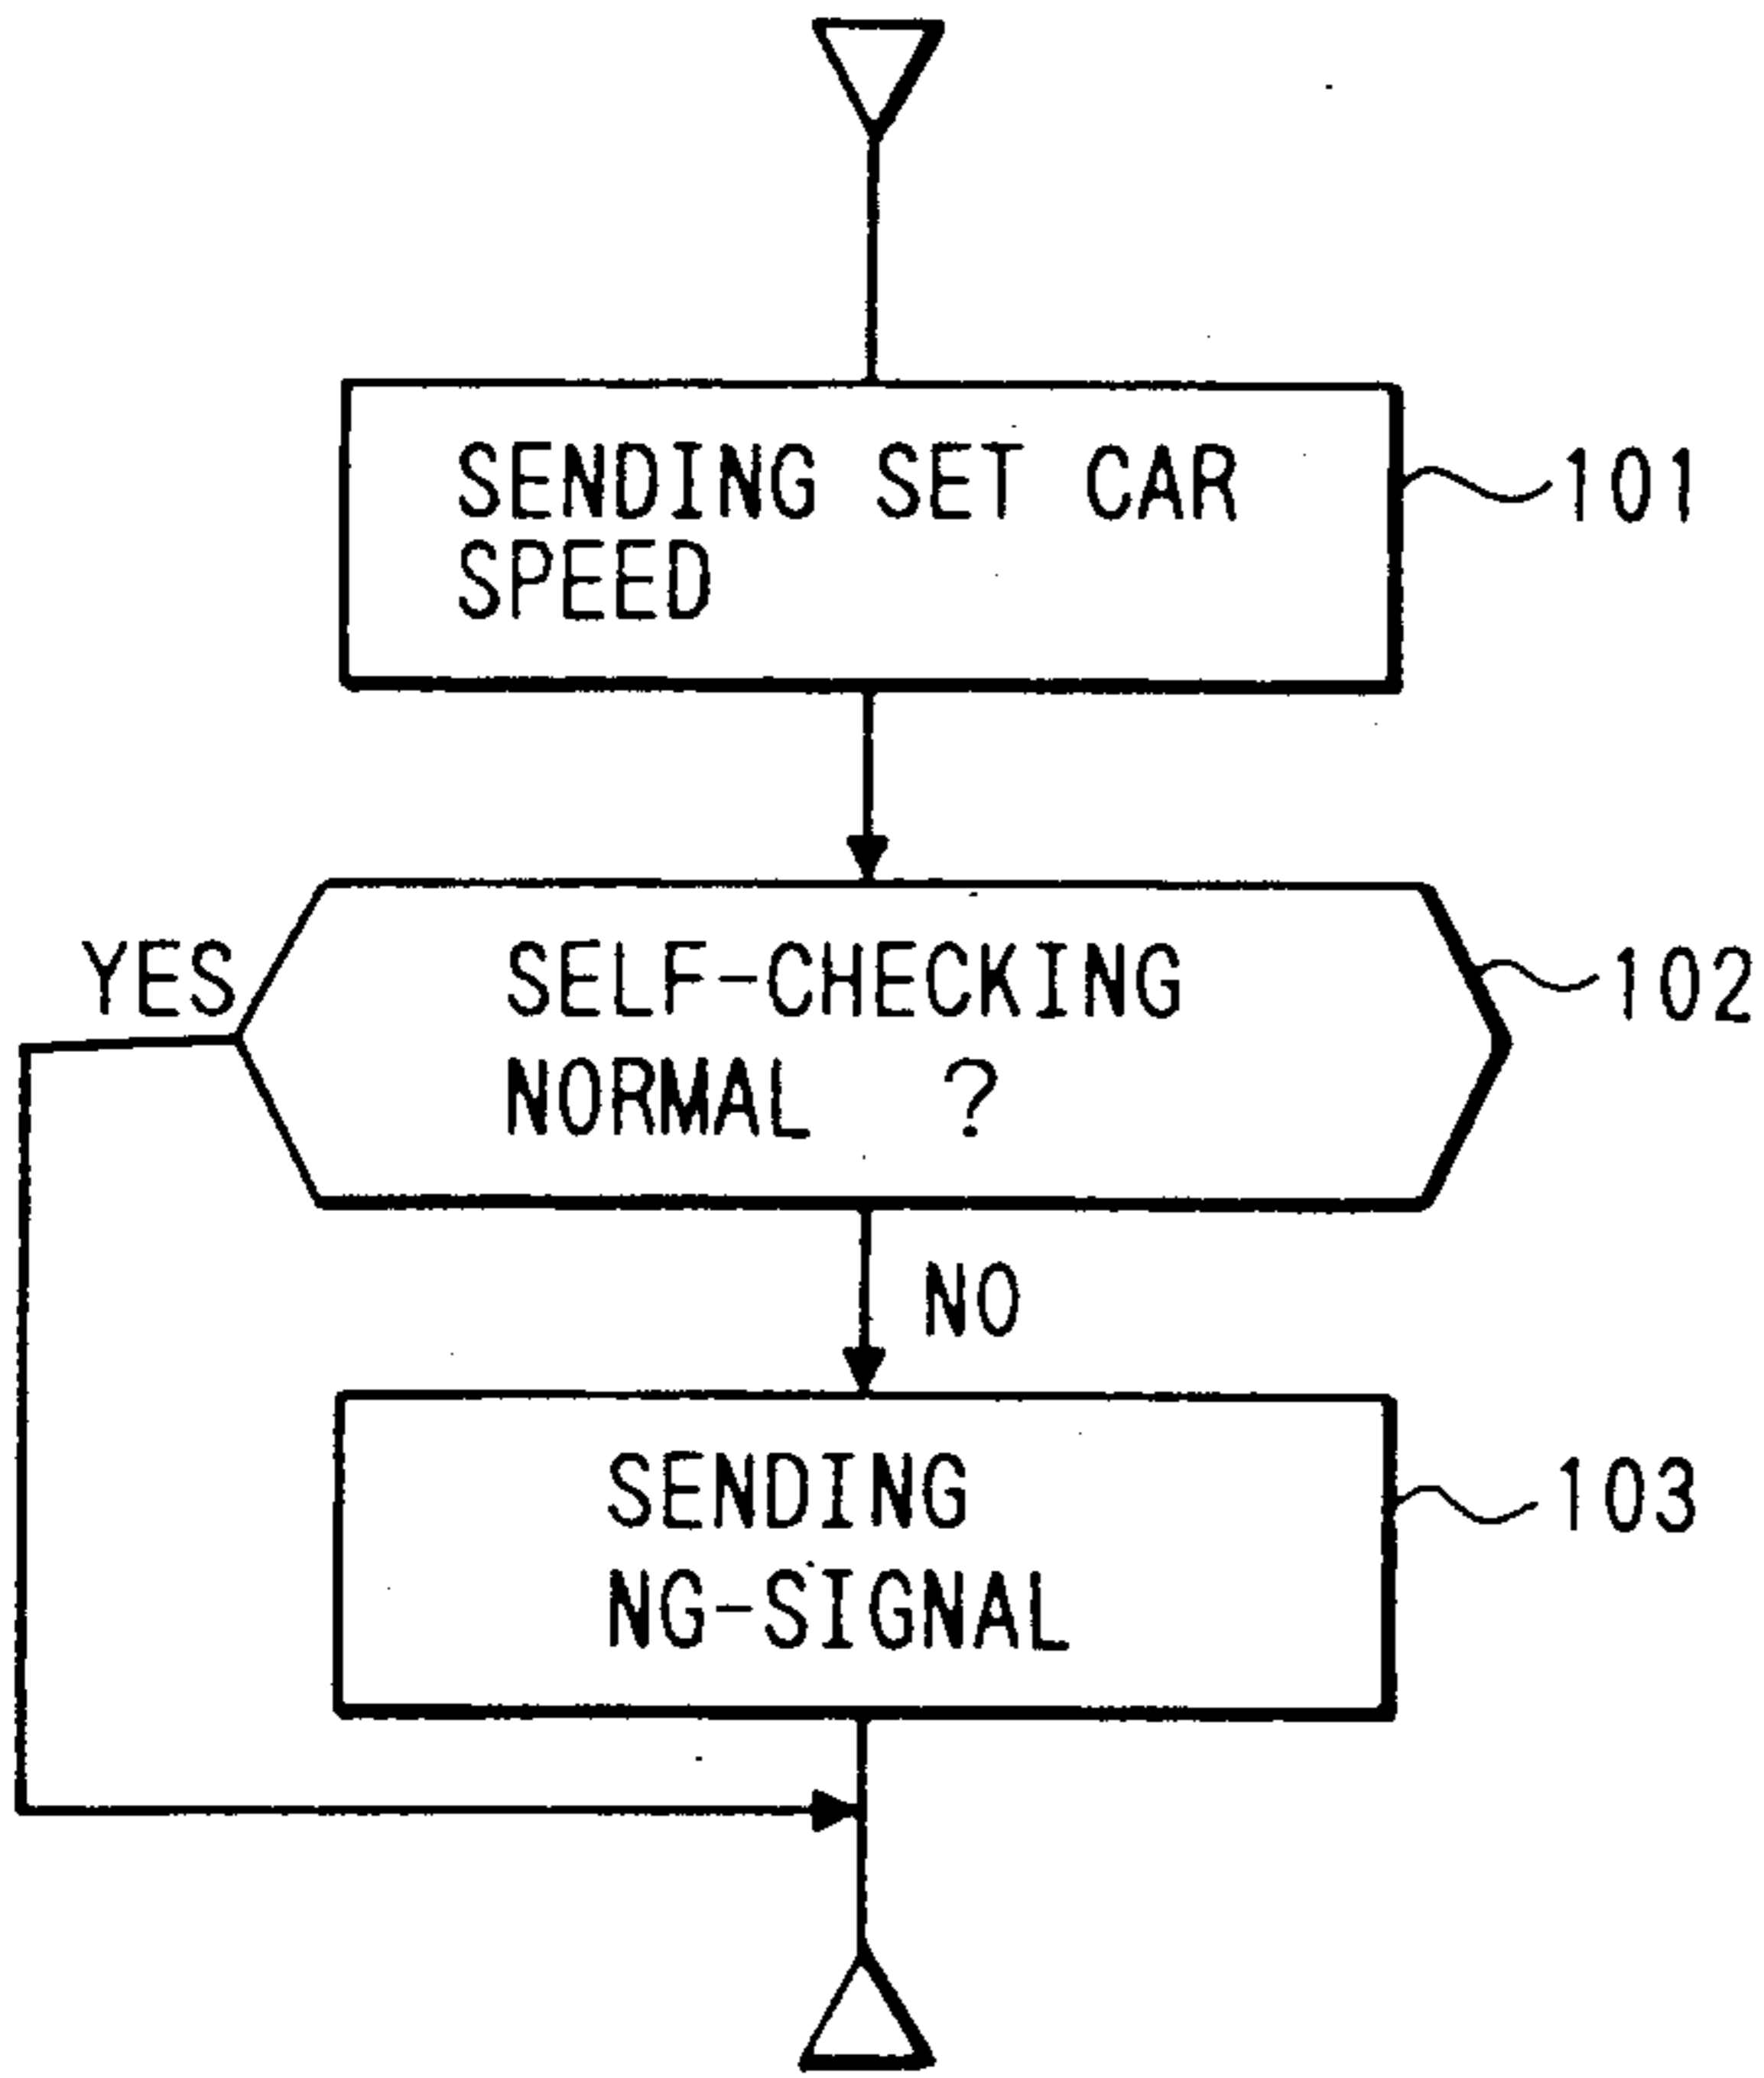 SENDING SET CAR
SPEED
101
YES
SELF-CHECKING
NORMAL ?
102
NO
SENDING
NG-SIGNAL
103